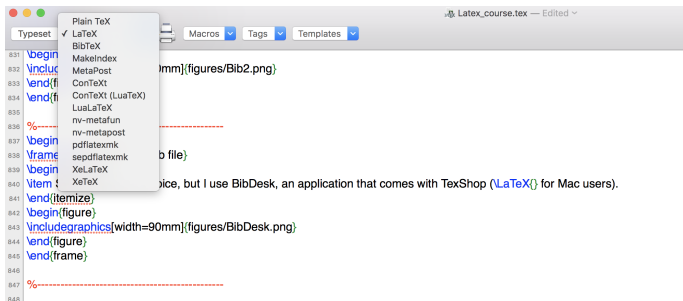 Latex_course.tex — Edited
Typeset
Macros
Tags
Templates
Plain TeX
✓ LaTeX
BibTeX
MakeIndex
MetaPost
ConTeXt
ConTeXt (LuaTeX)
LuaLaTeX
nv-metafun
nv-metapost
pdflatexmk
sepdflatexmk
XeLaTeX
XeTeX
831 \begin
832 \includ 0mm]{figures/Bib2.png}
833 \end{fi
834 \end{f
835
836 %-----------------------------------------------
837 \begin
838 \frame b file}
839 \begin
840 \item S oice, but I use BibDesk, an application that comes with TexShop (\LaTeX{} for Mac users).
841 \end{itemize}
842 \begin{figure}
843 \includegraphics[width=90mm]{figures/BibDesk.png}
844 \end{figure}
845 \end{frame}
846
847 %-----------------------------------------------
848